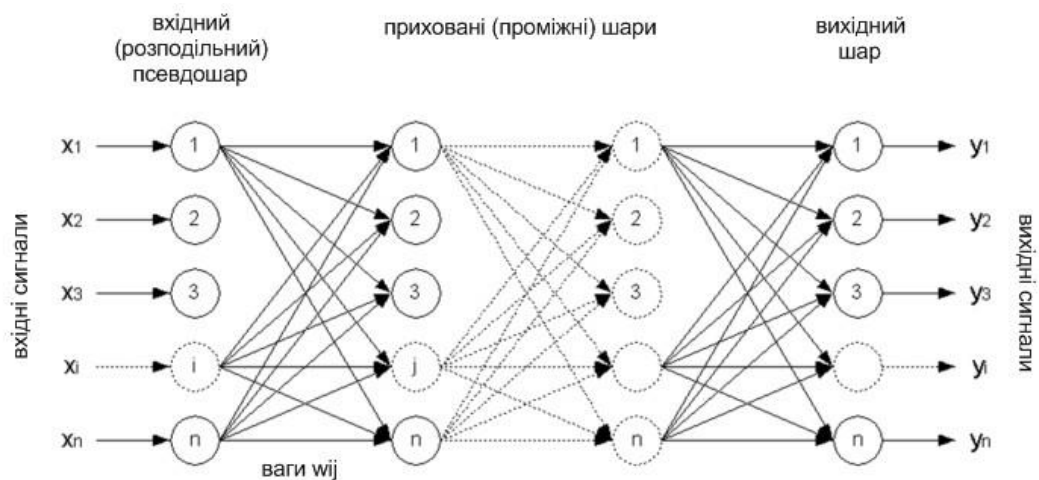 вхідний
(розподільний)
псевдошар
приховані (проміжні) шари
вихідний
шар
вхідні сигнали
x1 1 1 1 1 y1
x2 2 2 2 2 y2
x3 3 3 3 3 y3
xi i j yi
xn n n n n yn
вихідні сигнали
ваги wij